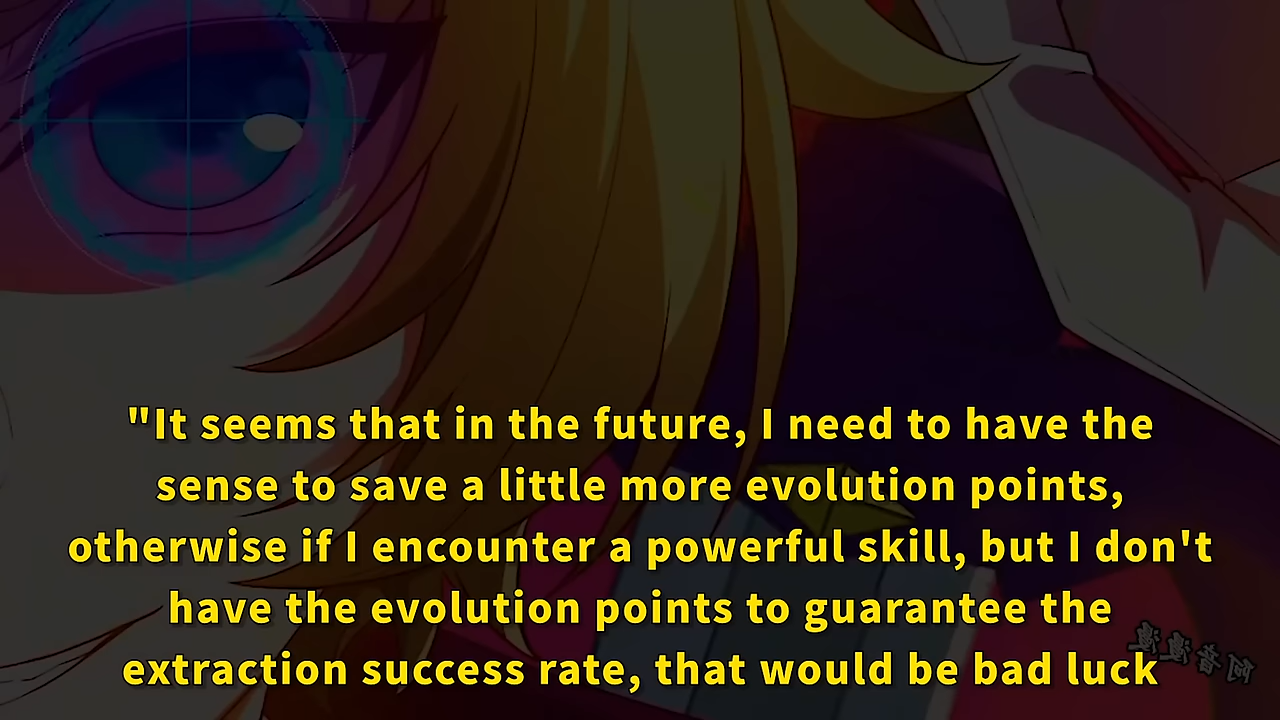 "It seems that in the future, I need to have the
sense to save a little more evolution points,
otherwise if I encounter a powerful skill, but I don't
have the evolution points to guarantee the
extraction success rate, that would be bad luck